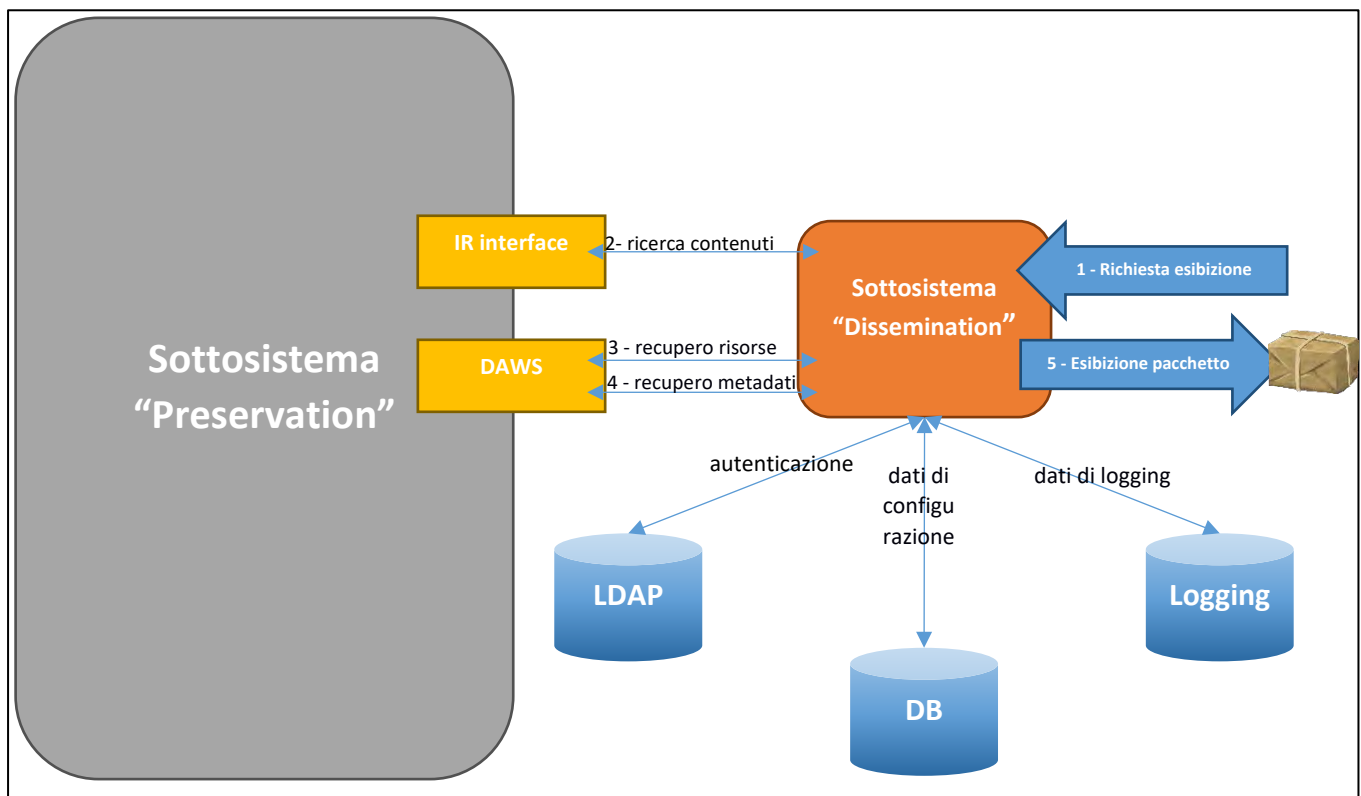 Sottosistema
“Preservation”
IR interface
2- ricerca contenuti
DAWS
3 - recupero risorse
4 - recupero metadati
Sottosistema
“Dissemination”
1 - Richiesta esibizione
5 - Esibizione pacchetto
autenticazione
dati di
configu
razione
dati di logging
LDAP
DB
Logging